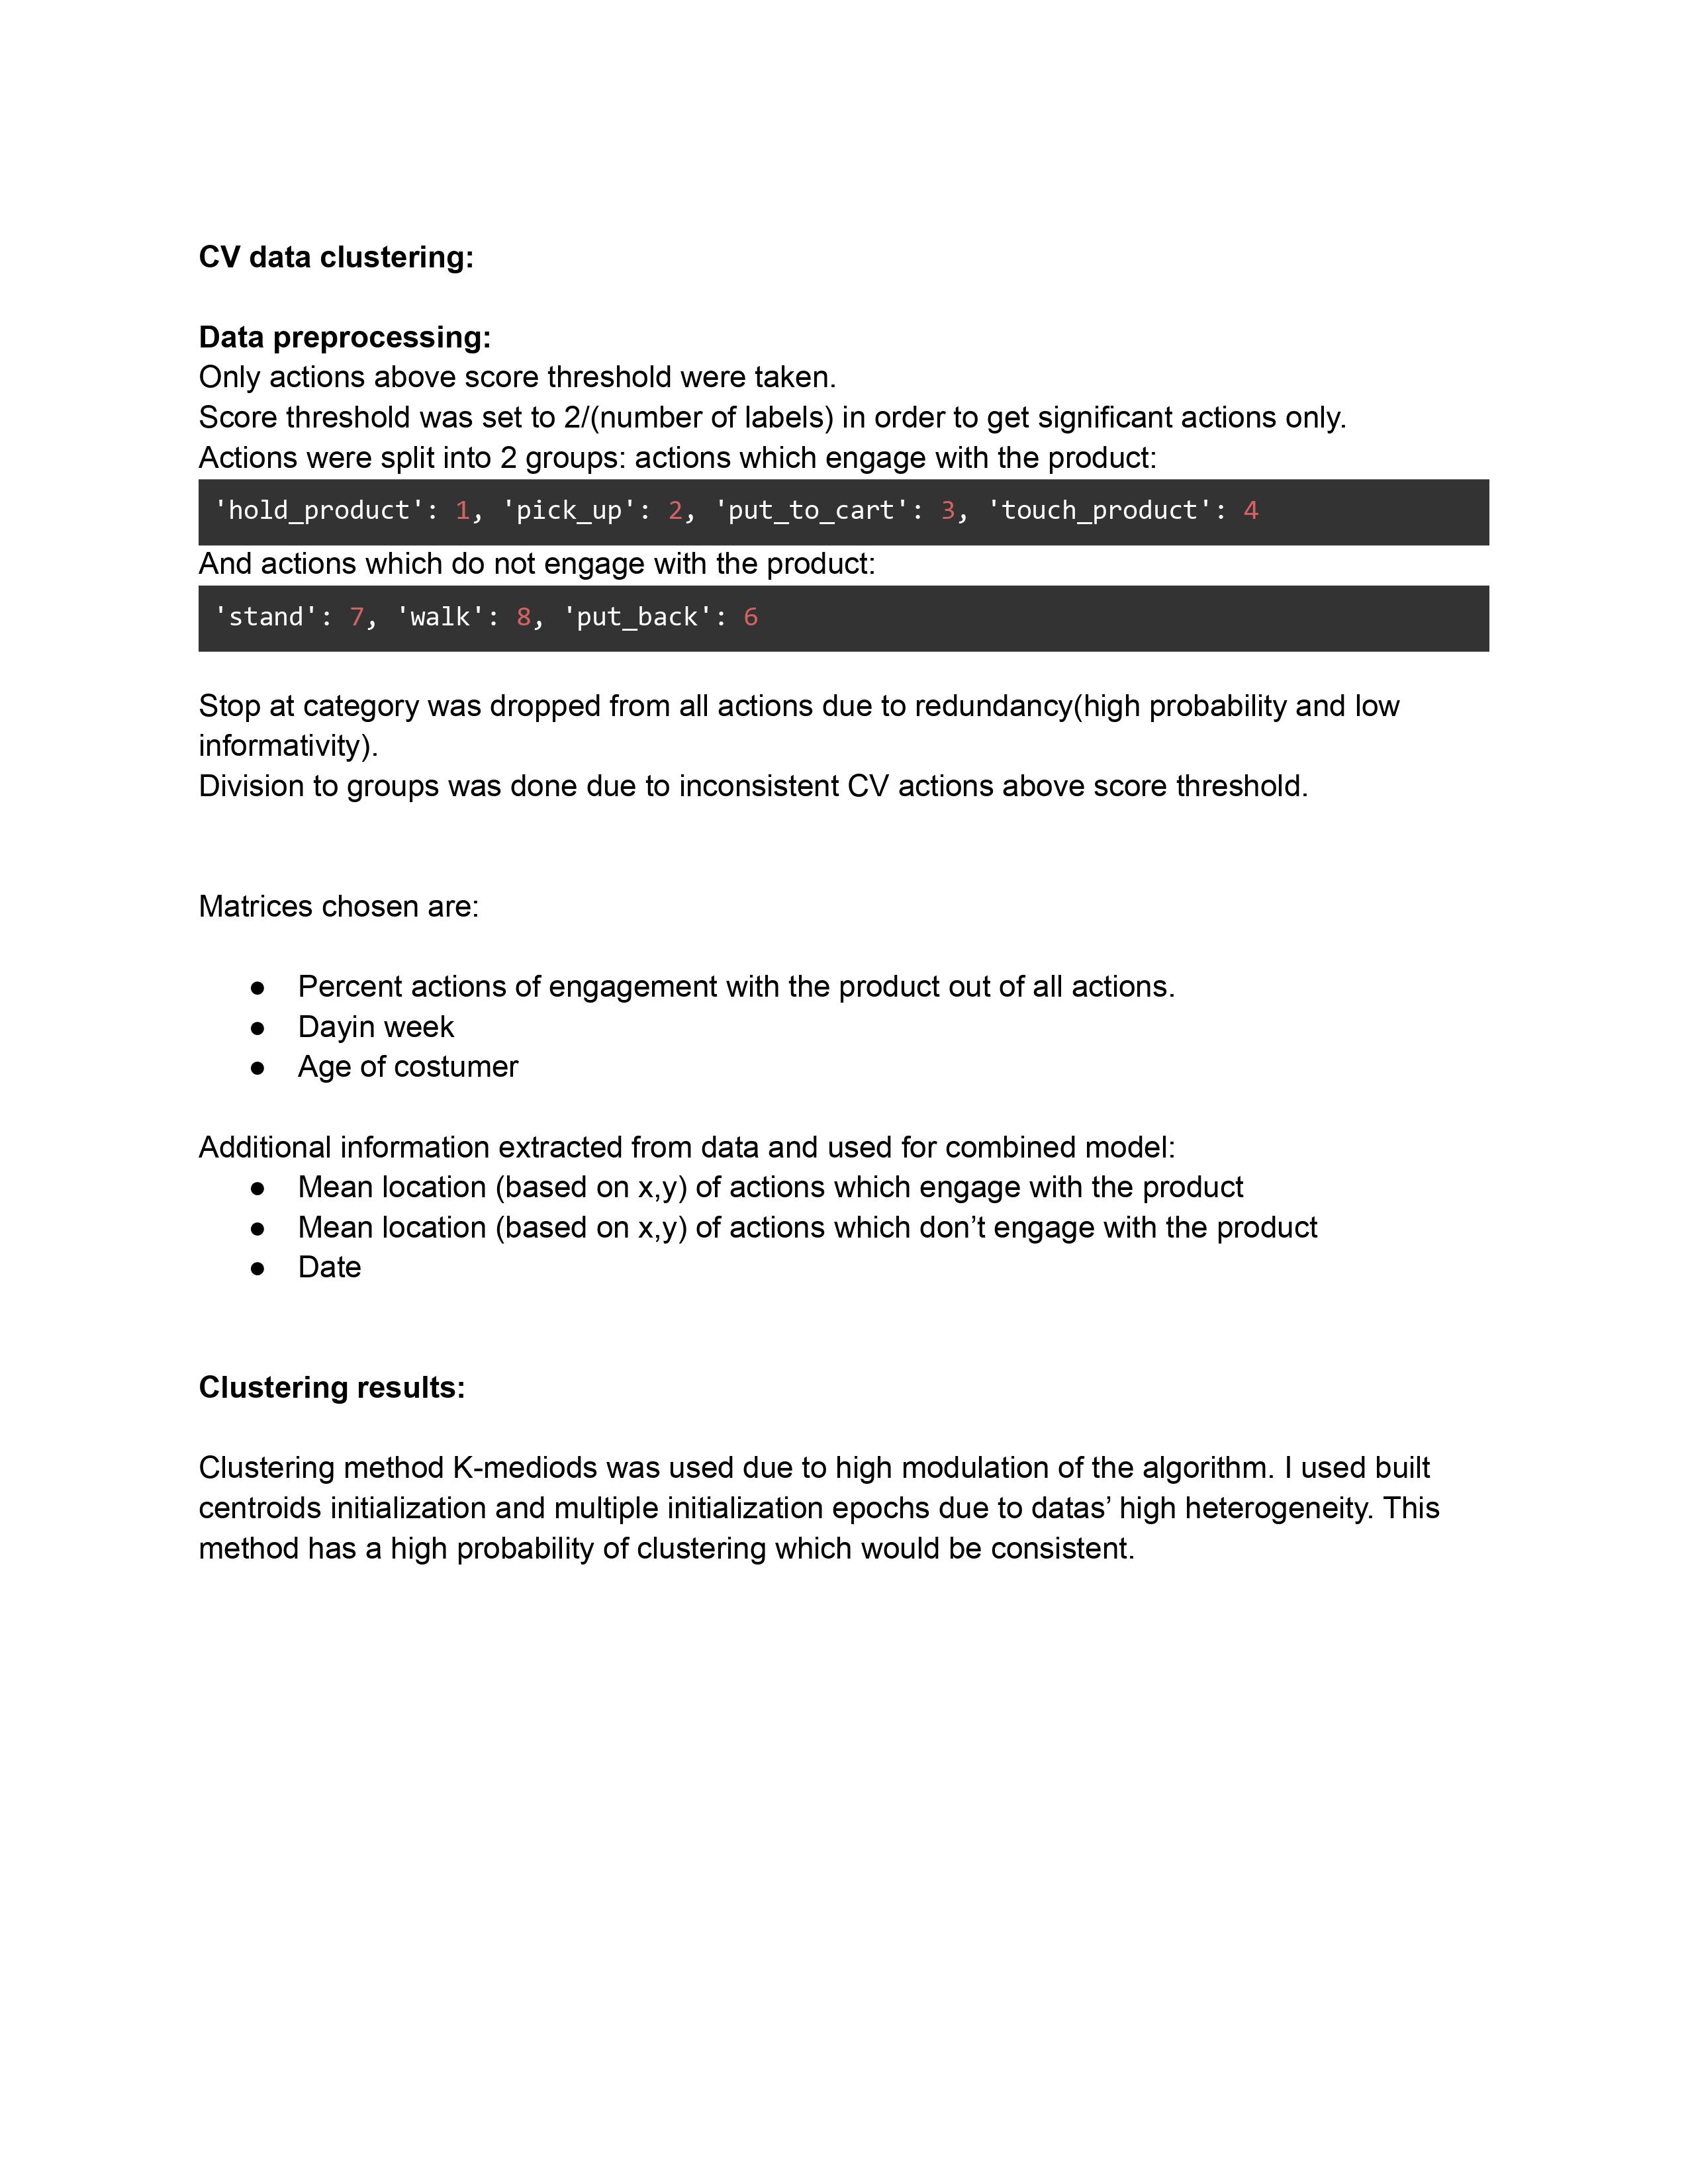 CV data clustering:
Data preprocessing:
Only actions above score threshold were taken.
Score threshold was set to 2/(number of labels) in order to get significant actions only.
Actions were split into 2 groups: actions which engage with the product:
'hold_product': 1, 'pick_up': 2, 'put_to_cart': 3, 'touch_product': 4
And actions which do not engage with the product:
'stand': 7, 'walk': 8, 'put_back': 6
Stop at category was dropped from all actions due to redundancy(high probability and low
informativity).
Division to groups was done due to inconsistent CV actions above score threshold.
Matrices chosen are:
● Percent actions of engagement with the product out of all actions.
● Dayin week
● Age of costumer
Additional information extracted from data and used for combined model:
● Mean location (based on x,y) of actions which engage with the product
● Mean location (based on x,y) of actions which don’t engage with the product
● Date
Clustering results:
Clustering method K-mediods was used due to high modulation of the algorithm. I used built
centroids initialization and multiple initialization epochs due to datas’ high heterogeneity. This
method has a high probability of clustering which would be consistent.